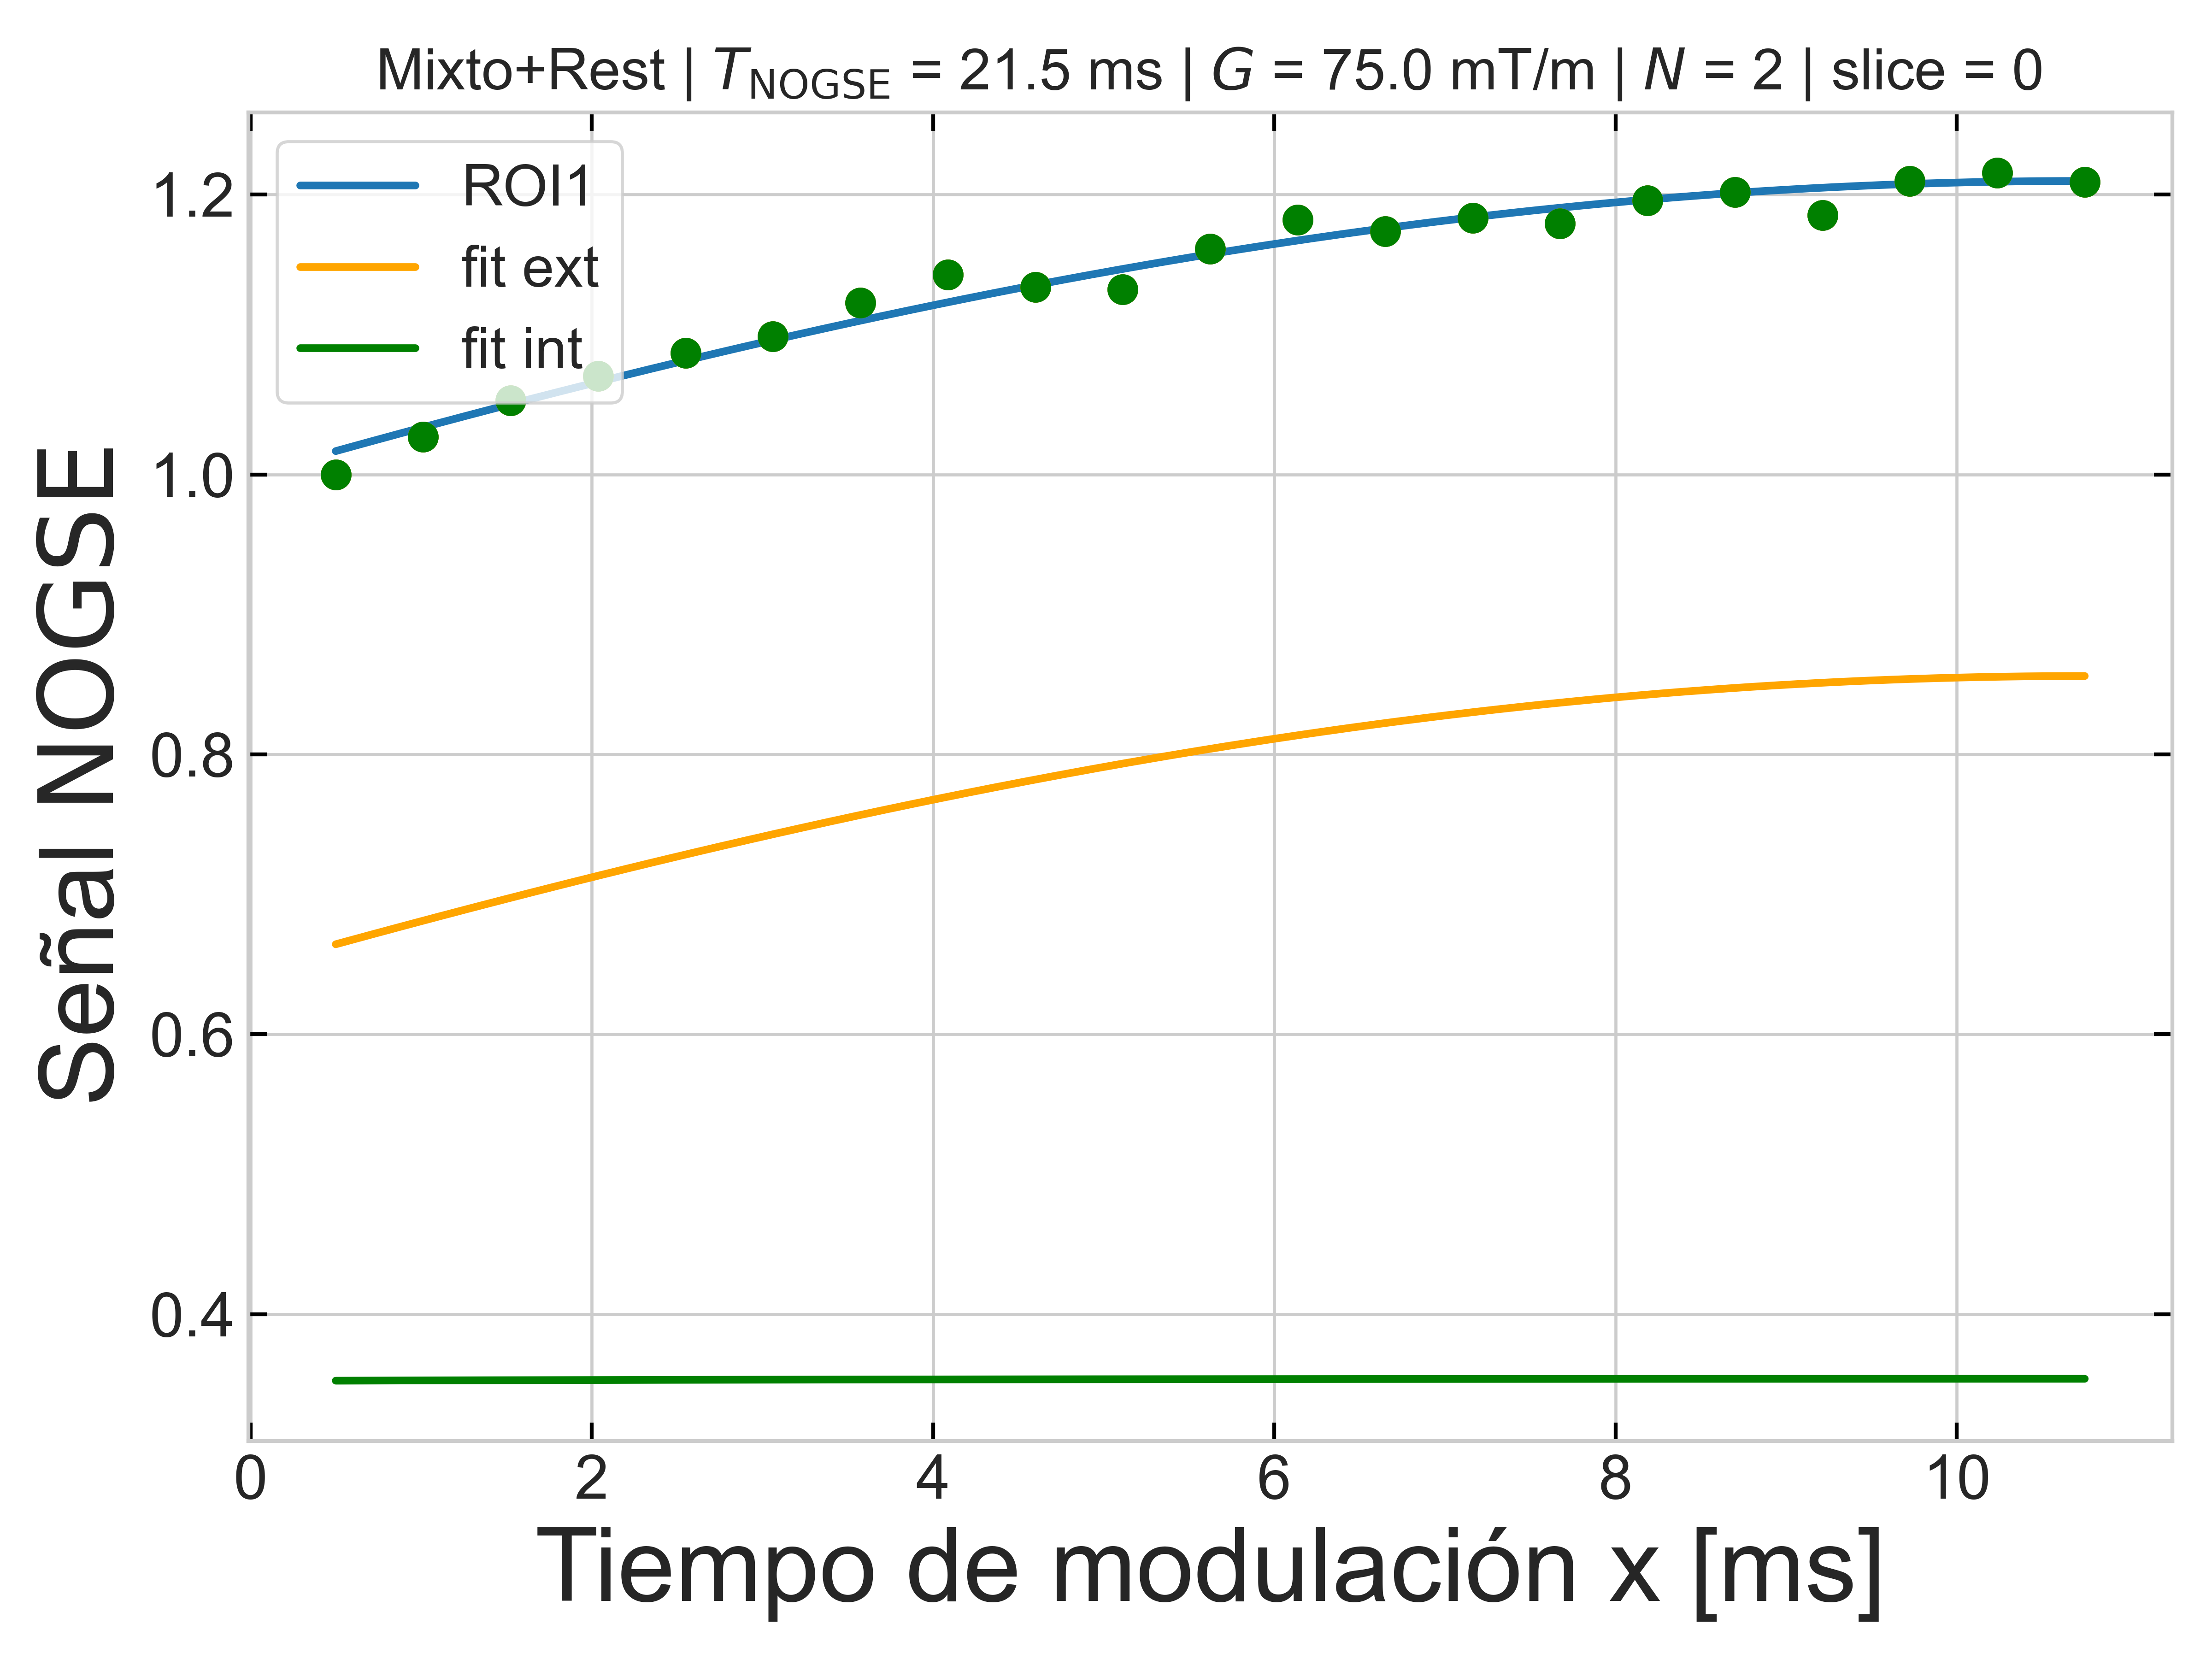 Mixto+Rest | T_NOGSE = 21.5 ms | G = 75.0 mT/m | N = 2 | slice = 0
ROI1
fit ext
fit int
Señal NOGSE
1.2
1.0
0.8
0.6
0.4
0
2
4
6
8
10
Tiempo de modulación x [ms]